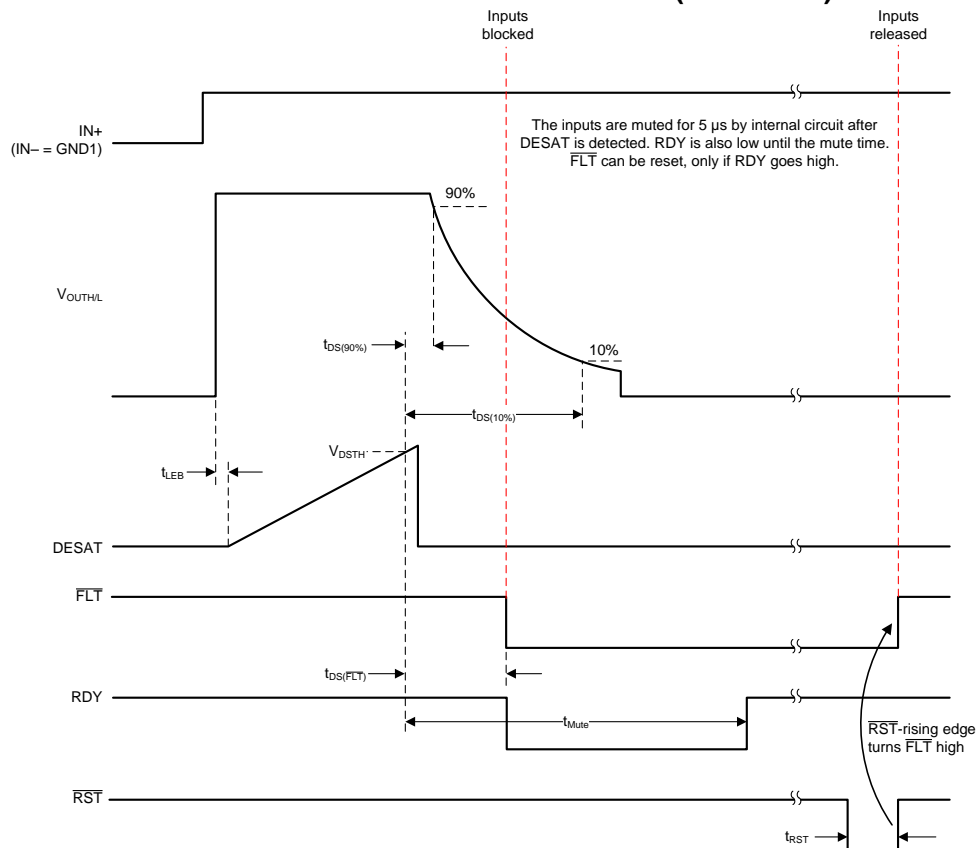 Inputs
blocked
Inputs
released
IN+
(IN– = GND1)
The inputs are muted for 5 µs by internal circuit after
DESAT is detected. RDY is also low until the mute time.
FLT can be reset, only if RDY goes high.
90%
VOUTH/L
tDS(90%)
10%
tDS(10%)
VDSTH
tLEB
DESAT
FLT
tDS(FLT)
RDY
tMute
RST-rising edge
turns FLT high
RST
tRST